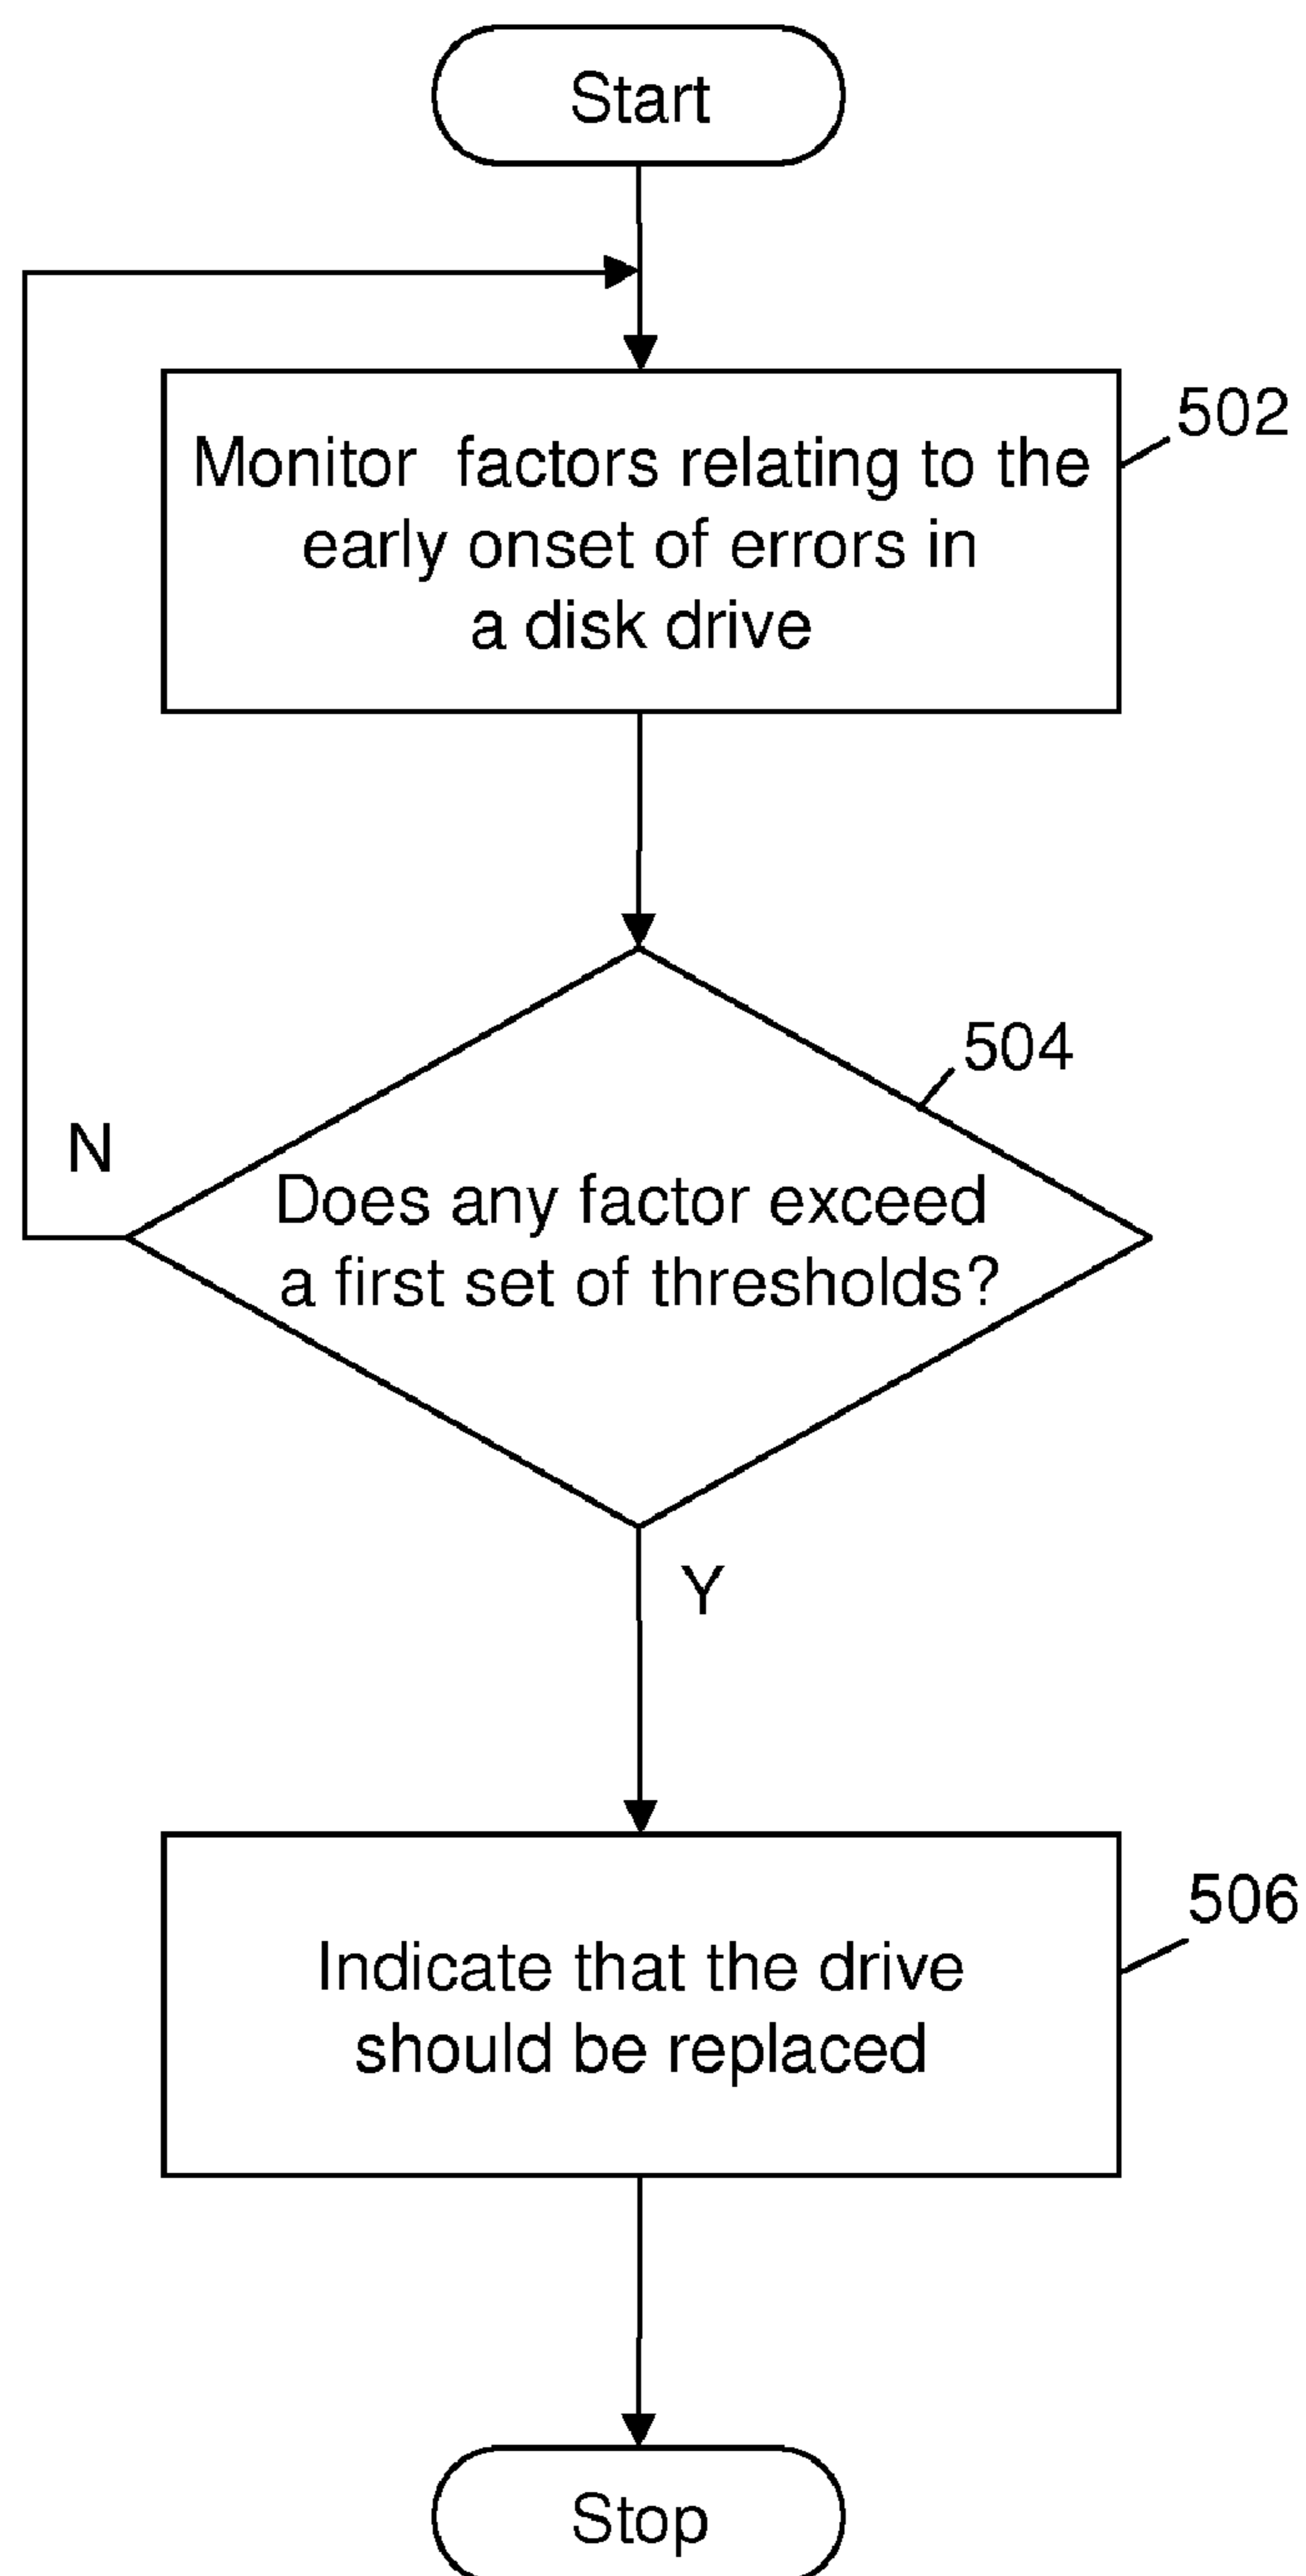 Start
Monitor factors relating to the
early onset of errors in
a disk drive
502
504
N
Does any factor exceed
a first set of thresholds?
Y
506
Indicate that the drive
should be replaced
Stop